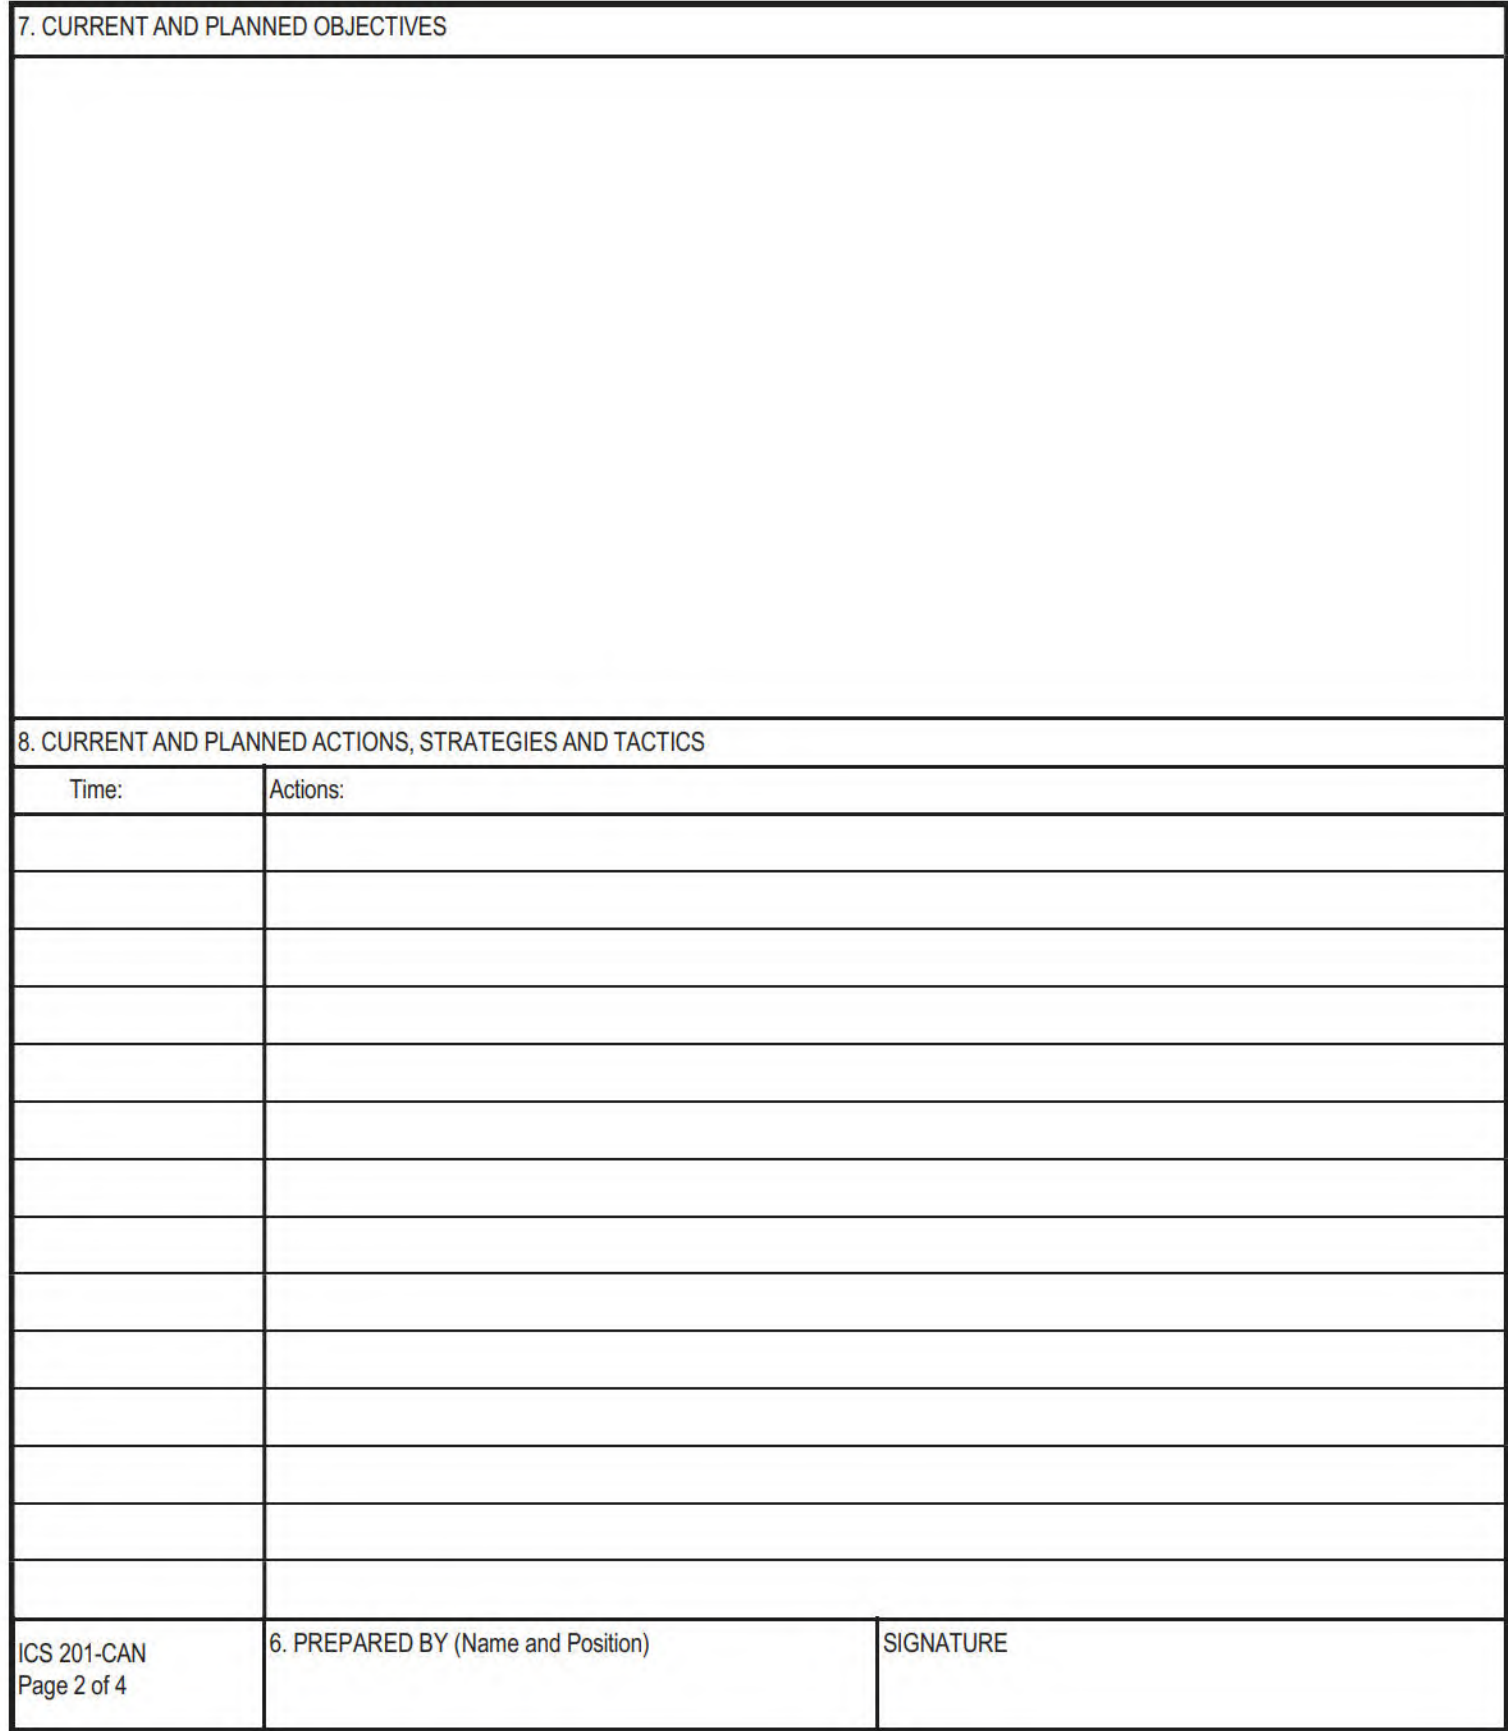 7. CURRENT AND PLANNED OBJECTIVES
8. CURRENT AND PLANNED ACTIONS, STRATEGIES AND TACTICS
Time: Actions:
ICS 201-CAN
Page 2 of 4
6. PREPARED BY (Name and Position)
SIGNATURE